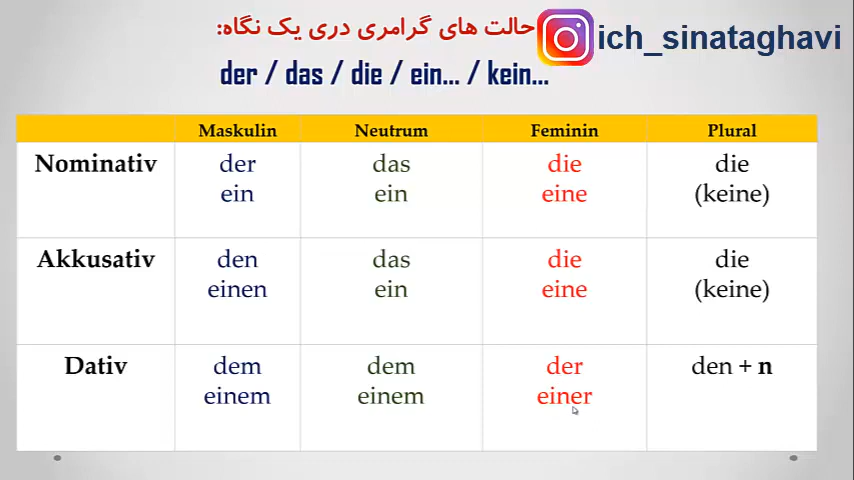 حالت های گرامری دری یک نگاه:
ich_sinataghavi
der / das / die / ein... / kein...
Maskulin Neutrum Feminin Plural
Nominativ der das die die
ein ein eine (keine)
Akkusativ den das die die
einen ein eine (keine)
Dativ dem dem der den + n
einem einem einer